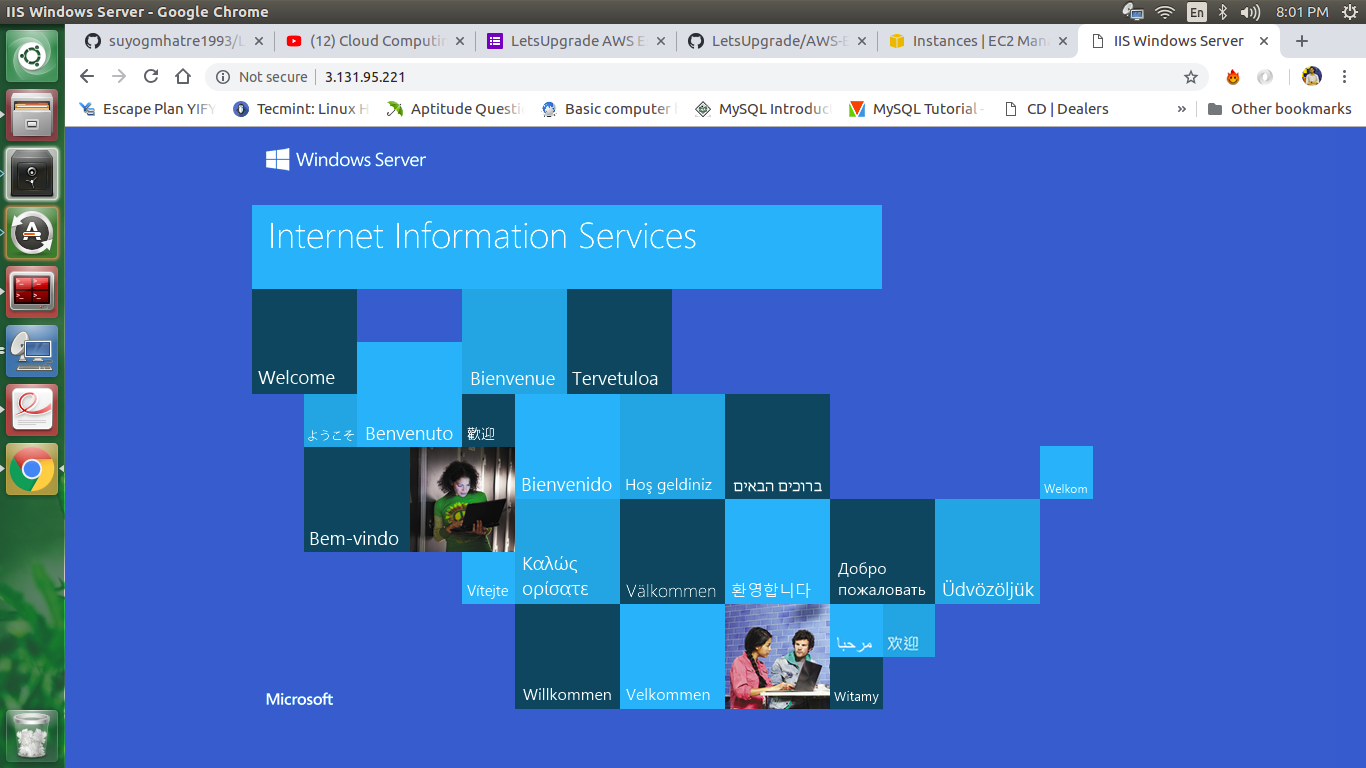 IIS Windows Server - Google Chrome
En
8:01 PM
suyogmhatre1993/L
(12) Cloud Computin
LetsUpgrade AWS E
LetsUpgrade/AWS-E
Instances | EC2 Man
IIS Windows Server
Not secure
3.131.95.221
Escape Plan YIFY
Tecmint: Linux H
Aptitude Questi
Basic computer
MySQL Introduc
MySQL Tutorial -
CD | Dealers
»
Other bookmarks
Windows Server
Internet Information Services
Welcome
Bienvenue
Tervetuloa
ようこそ
Benvenuto
歡迎
Bienvenido
Hoş geldiniz
ברוכים הבאים
Welkom
Bem-vindo
Vítejte
Καλώς
ορίσατε
Välkommen
환영합니다
Добро
пожаловать
Üdvözöljük
Willkommen
Velkommen
مرحبا
欢迎
Witamy
Microsoft